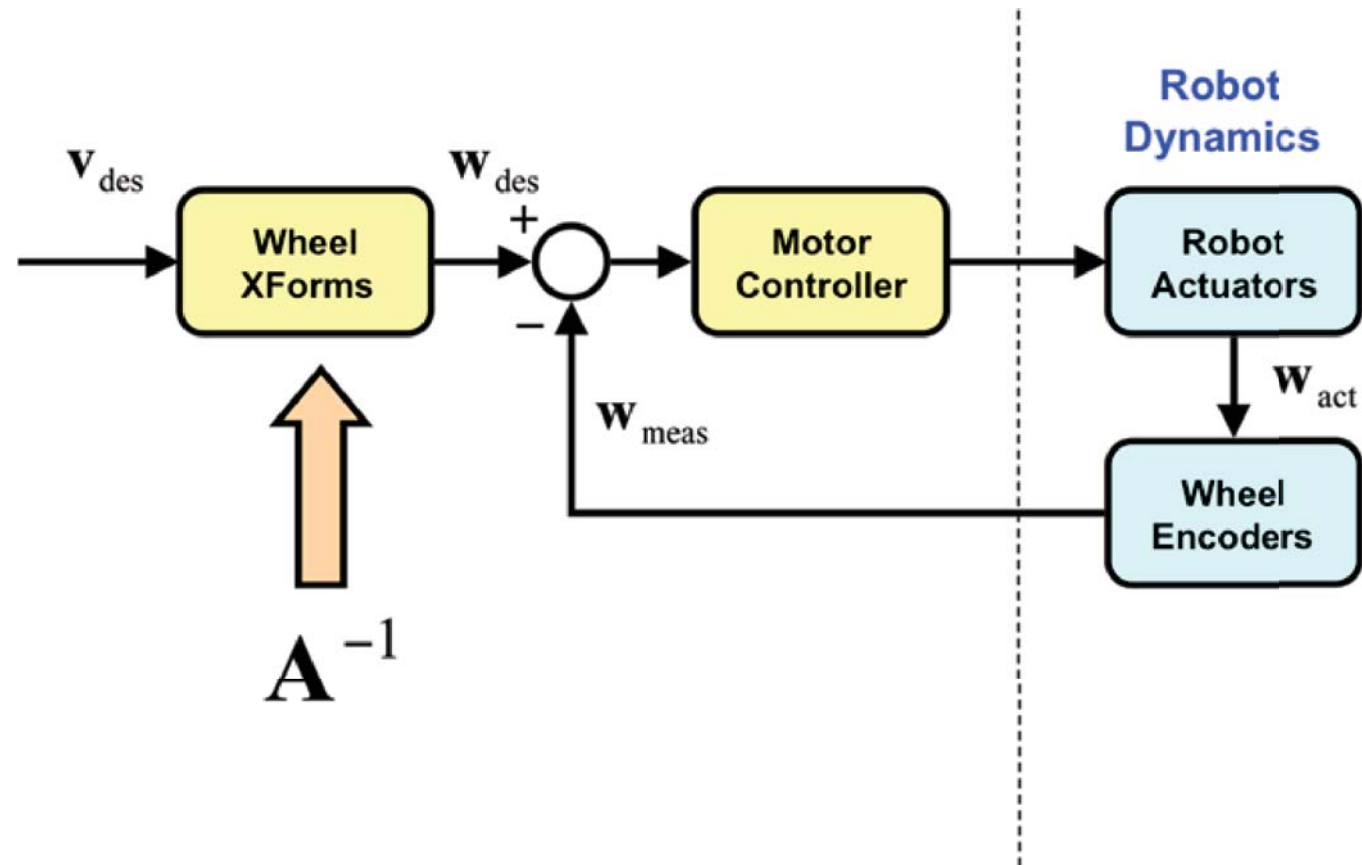 Robot
Dynamics
v des
w des
+
Wheel
XForms
Motor
Controller
Robot
Actuators
−
w meas
w act
Wheel
Encoders
A −1